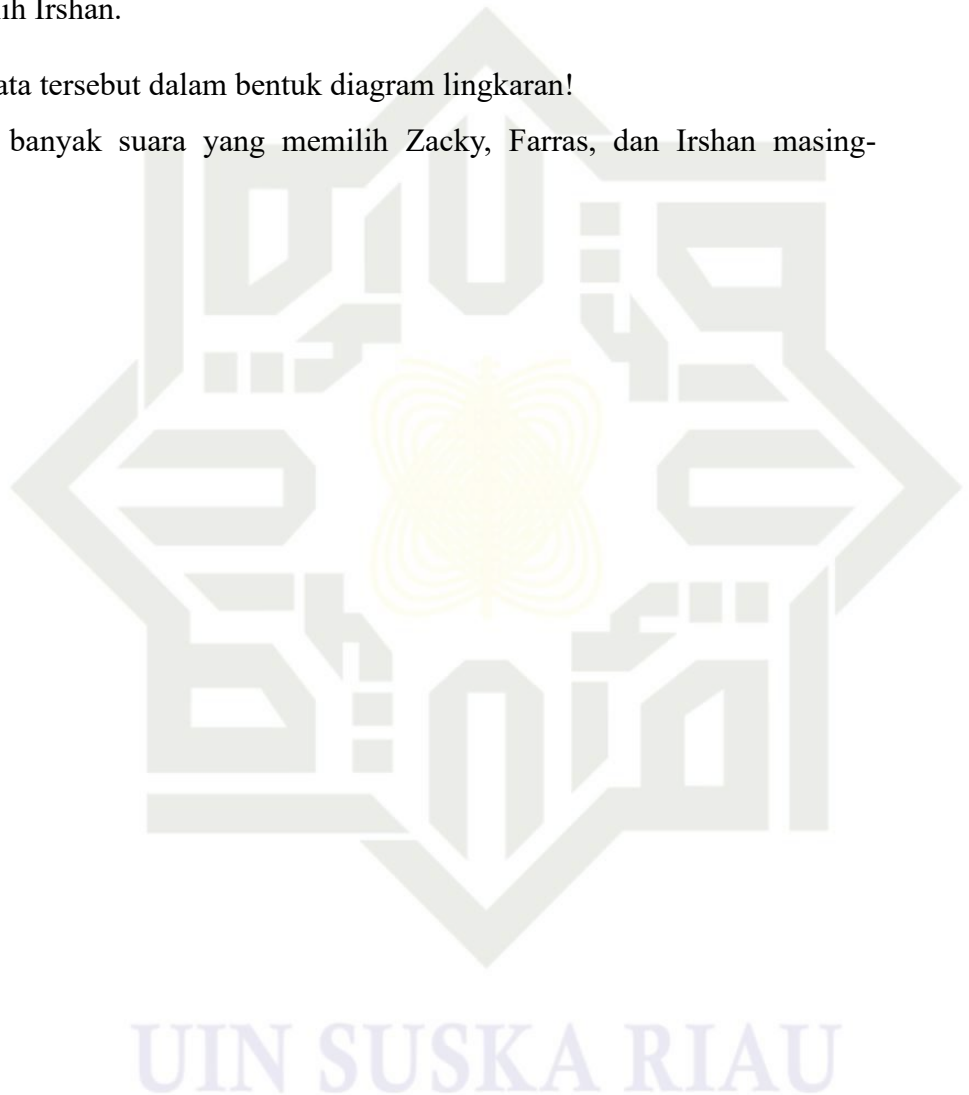 ih Irshan.
ata tersebut dalam bentuk diagram lingkaran!
banyak suara yang memilih Zacky, Farras, dan Irshan masing-
UIN SUSKA RIAU